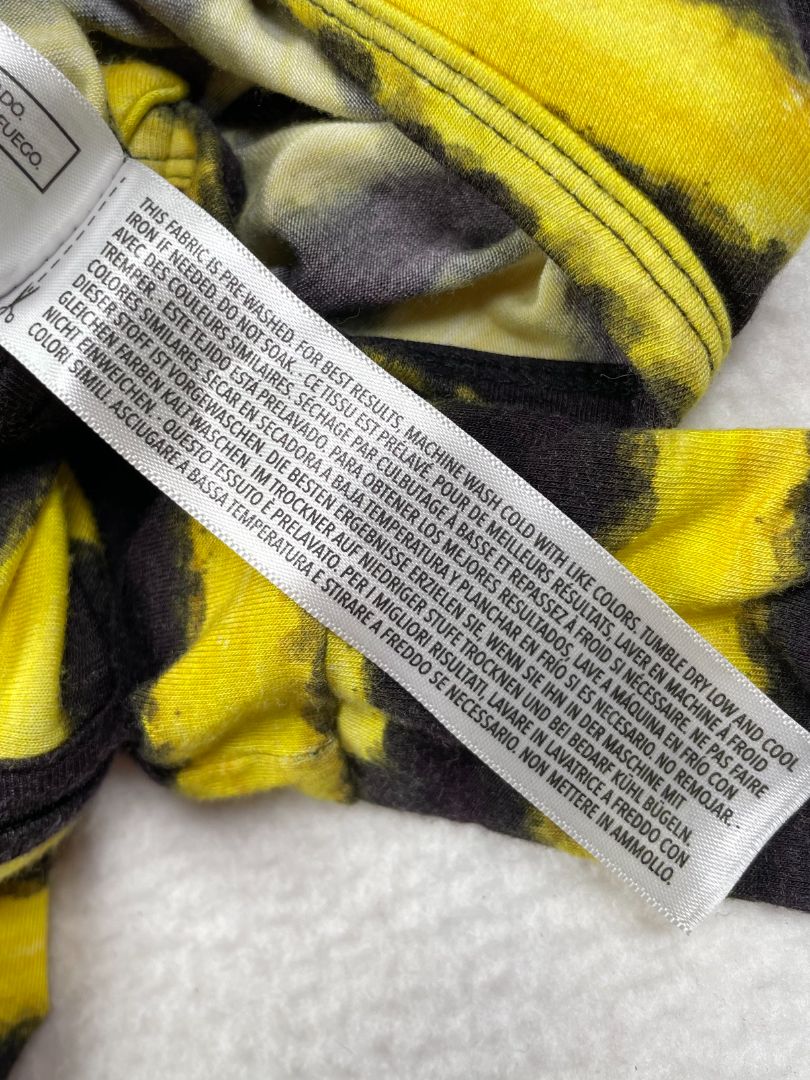 DO.
FUEGO.
THIS FABRIC IS PRE-WASHED. FOR BEST RESULTS, MACHINE WASH COLD WITH LIKE COLORS. TUMBLE DRY LOW AND COOL
IRON IF NEEDED. DO NOT SOAK - CE TISSU EST PRÉLAVÉ. POUR DE MEILLEURS RÉSULTATS, LAVER EN MACHINE À FROID
AVEC DES COULEURS SIMILAIRES, SÉCHAGE PAR CULBUTAGE À BASSE ET REPASSEZ À FROID SI NÉCESSAIRE. NE PAS FAIRE
TREMPER - ESTE TEJIDO ESTÁ PRELAVADO. PARA OBTENER LOS MEJORES RESULTADOS, LAVE A MÁQUINA EN FRÍO CON
COLORES SIMILARES, SECAR EN SECADORA A BAJA TEMPERATURA Y PLANCHAR EN FRÍO SI ES NECESARIO. NO REMOJAR. -
DIESER STOFF IST VORGEWASCHEN. DIE BESTEN ERGEBNISSE ERZIELEN SIE, WENN SIE IHN IN DER MASCHINE MIT
GLEICHEN FARBEN KALT WASCHEN, IM TROCKNER AUF NIEDRIGER STUFE TROCKNEN UND BEI BEDARF KÜHL BÜGELN.
NICHT EINWEICHEN - QUESTO TESSUTO È PRELAVATO. PER I MIGLIORI RISULTATI, LAVARE IN LAVATRICE A FREDDO CON
COLORI SIMILI. ASCIUGARE A BASSA TEMPERATURA E STIRARE A FREDDO SE NECESSARIO. NON METTERE IN AMMOLLO.